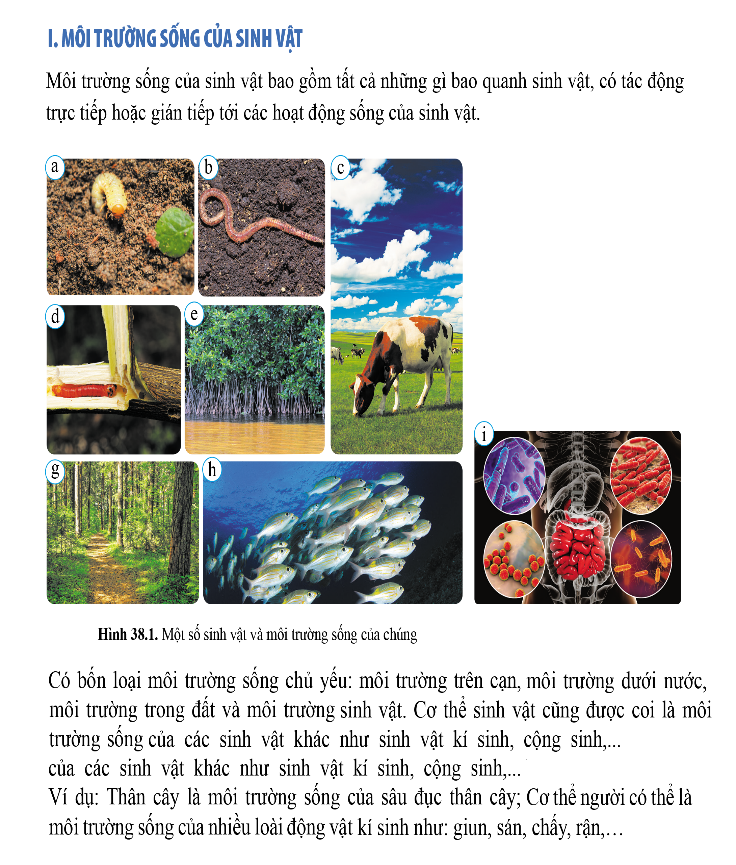 I. MÔI TRƯỜNG SỐNG CỦA SINH VẬT
Môi trường sống của sinh vật bao gồm tất cả những gì bao quanh sinh vật, có tác động
trực tiếp hoặc gián tiếp tới các hoạt động sống của sinh vật.
a
b
c
d
e
g
h
i
Hình 38.1. Một số sinh vật và môi trường sống của chúng
Có bốn loại môi trường sống chủ yếu: môi trường trên cạn, môi trường dưới nước,
môi trường trong đất và môi trường sinh vật. Cơ thể sinh vật cũng được coi là môi
trường sống của các sinh vật khác như sinh vật kí sinh, cộng sinh,...
của các sinh vật khác như sinh vật kí sinh, cộng sinh,...
Ví dụ: Thân cây là môi trường sống của sâu đục thân cây; Cơ thể người có thể là
môi trường sống của nhiều loài động vật kí sinh như: giun, sán, chấy, rận,…